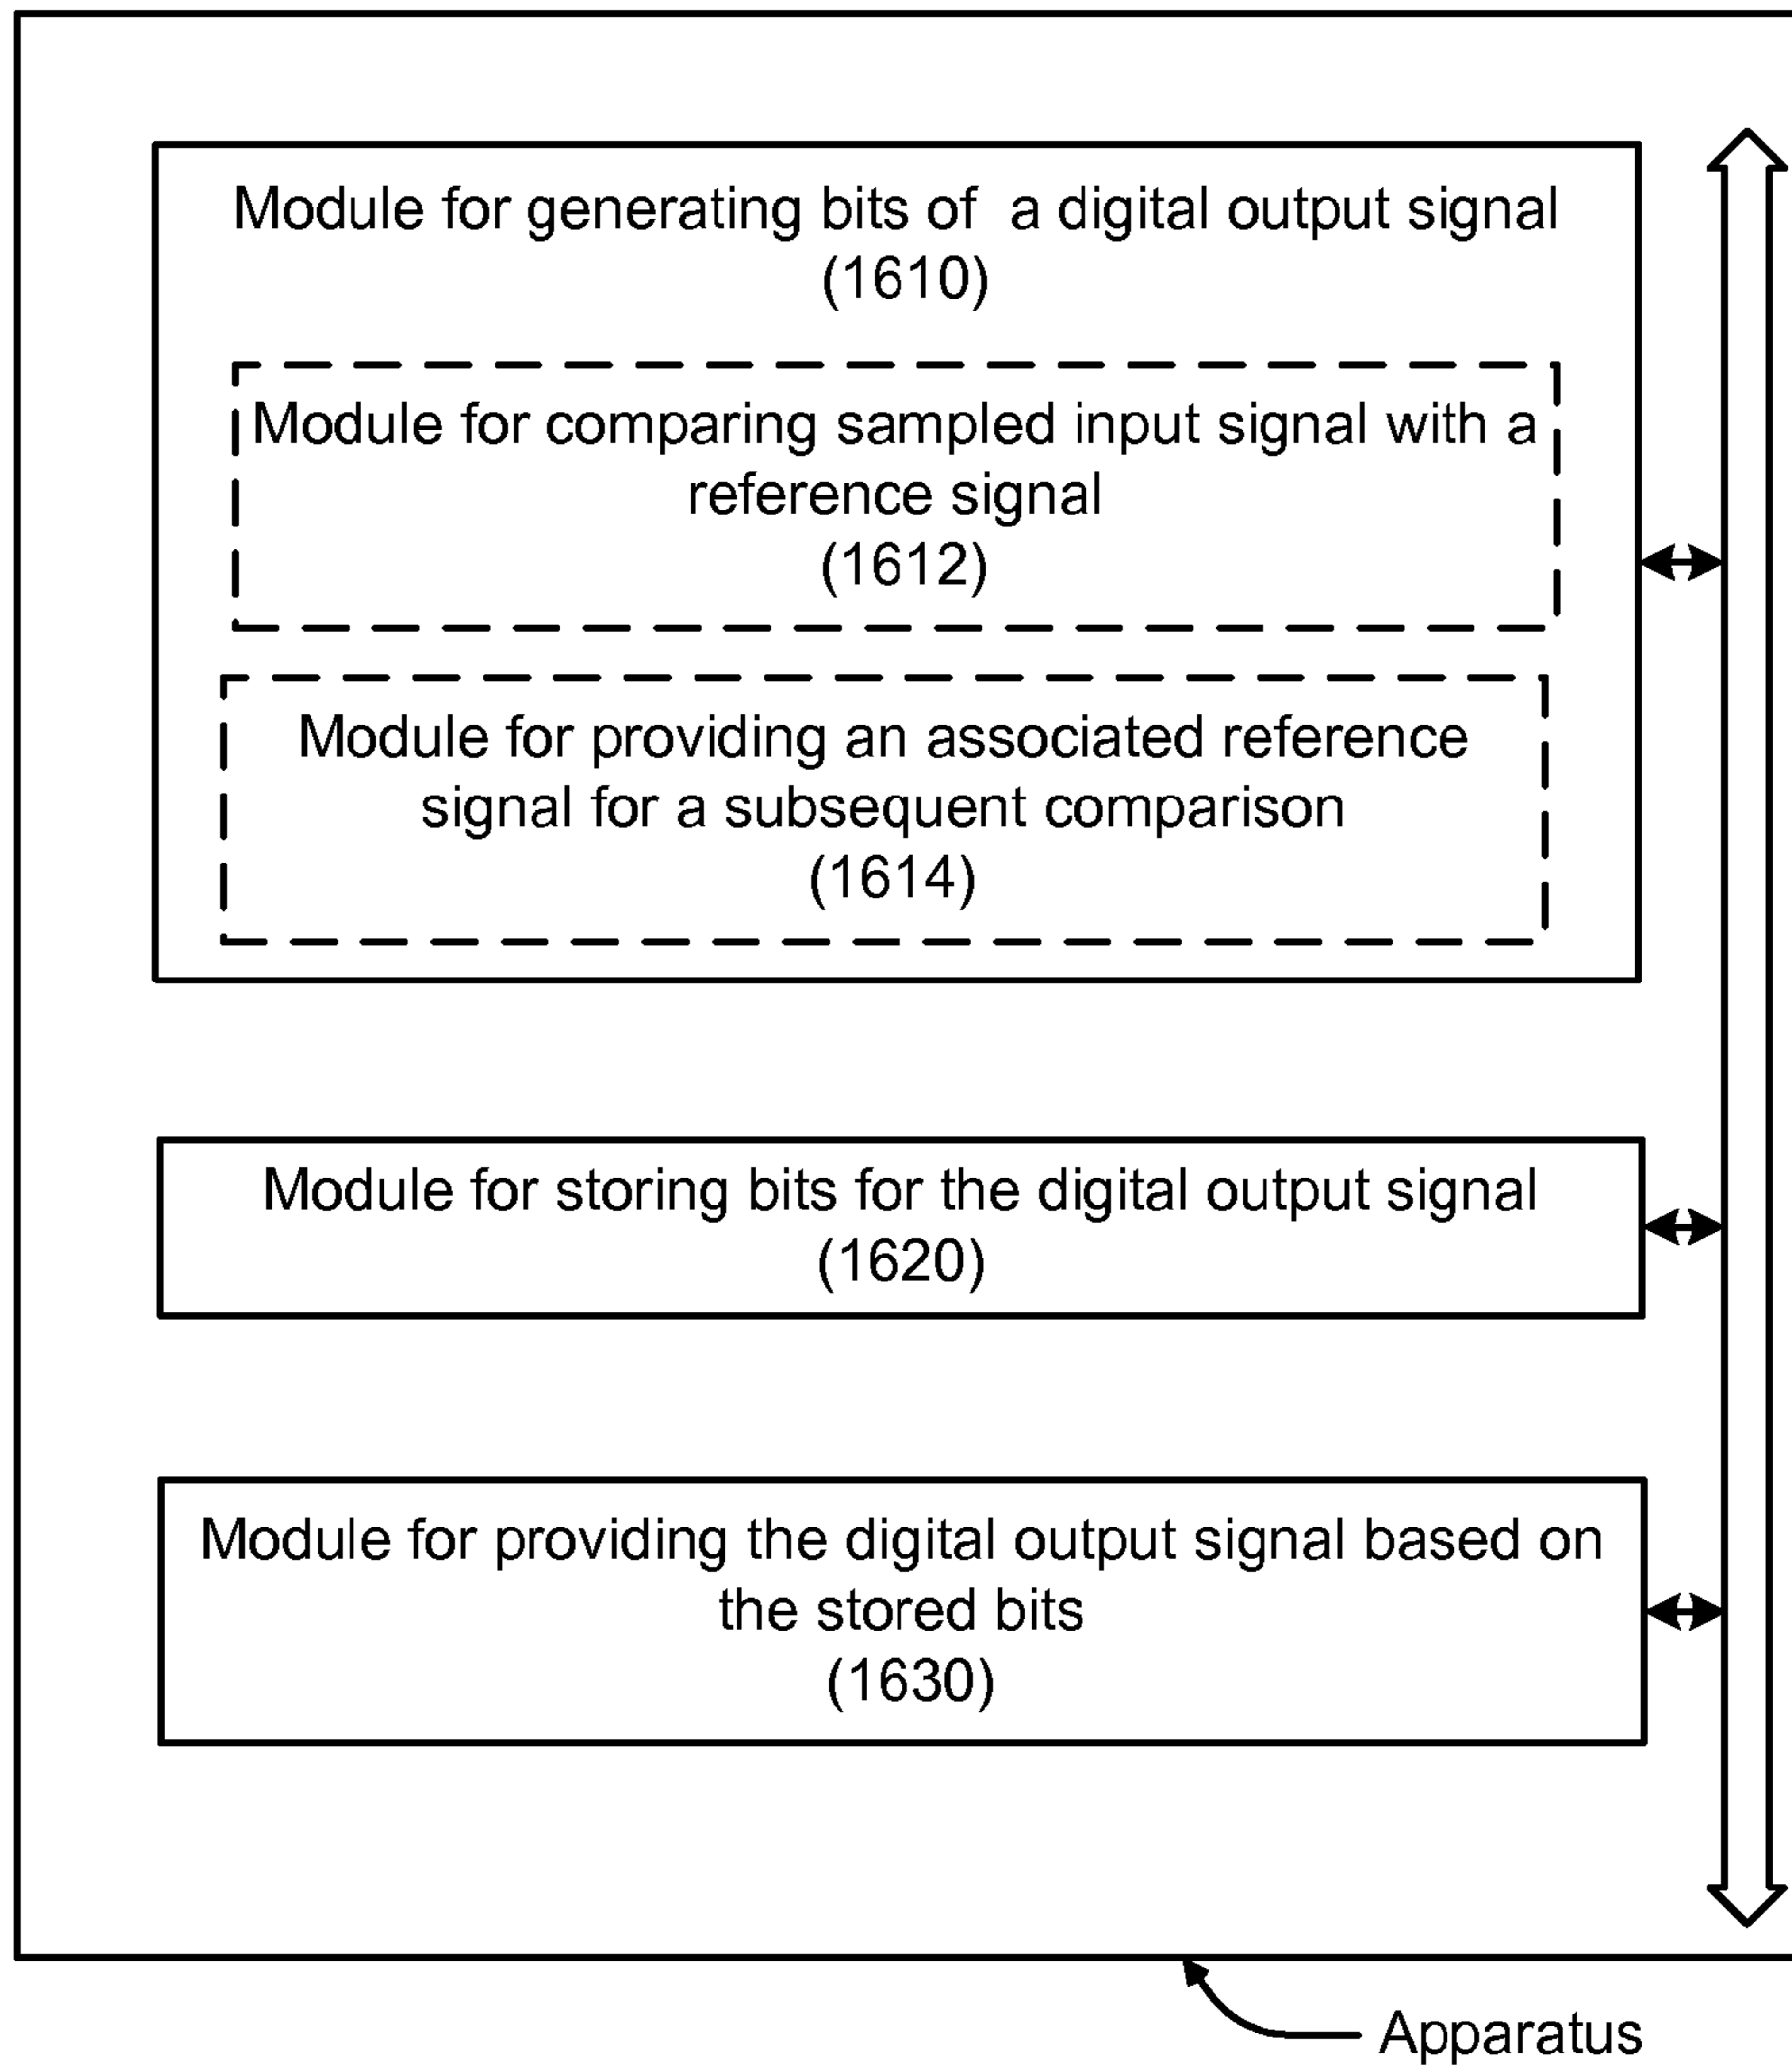 Module for generating bits of a digital output signal
(1610)
Module for comparing sampled input signal with a
reference signal
(1612)
Module for providing an associated reference
signal for a subsequent comparison
(1614)
Module for storing bits for the digital output signal
(1620)
Module for providing the digital output signal based on
the stored bits
(1630)
Apparatus